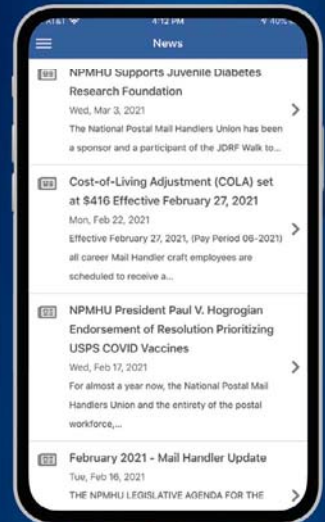 AT&T 4:12 PM 40%
News
NPMHU Supports Juvenile Diabetes
Research Foundation
Wed, Mar 3, 2021
The National Postal Mail Handlers Union has been
a sponsor and a participant of the JDRF Walk to...
Cost-of-Living Adjustment (COLA) set
at $416 Effective February 27, 2021
Mon, Feb 22, 2021
Effective February 27, 2021, (Pay Period 06-2021)
all career Mail Handler craft employees are
scheduled to receive a...
NPMHU President Paul V. Hogrogian
Endorsement of Resolution Prioritizing
USPS COVID Vaccines
Wed, Feb 17, 2021
For almost a year now, the National Postal Mail
Handlers Union and the entirety of the postal
workforce,...
February 2021 - Mail Handler Update
Tue, Feb 16, 2021
THE NPMHU LEGISLATIVE AGENDA FOR THE